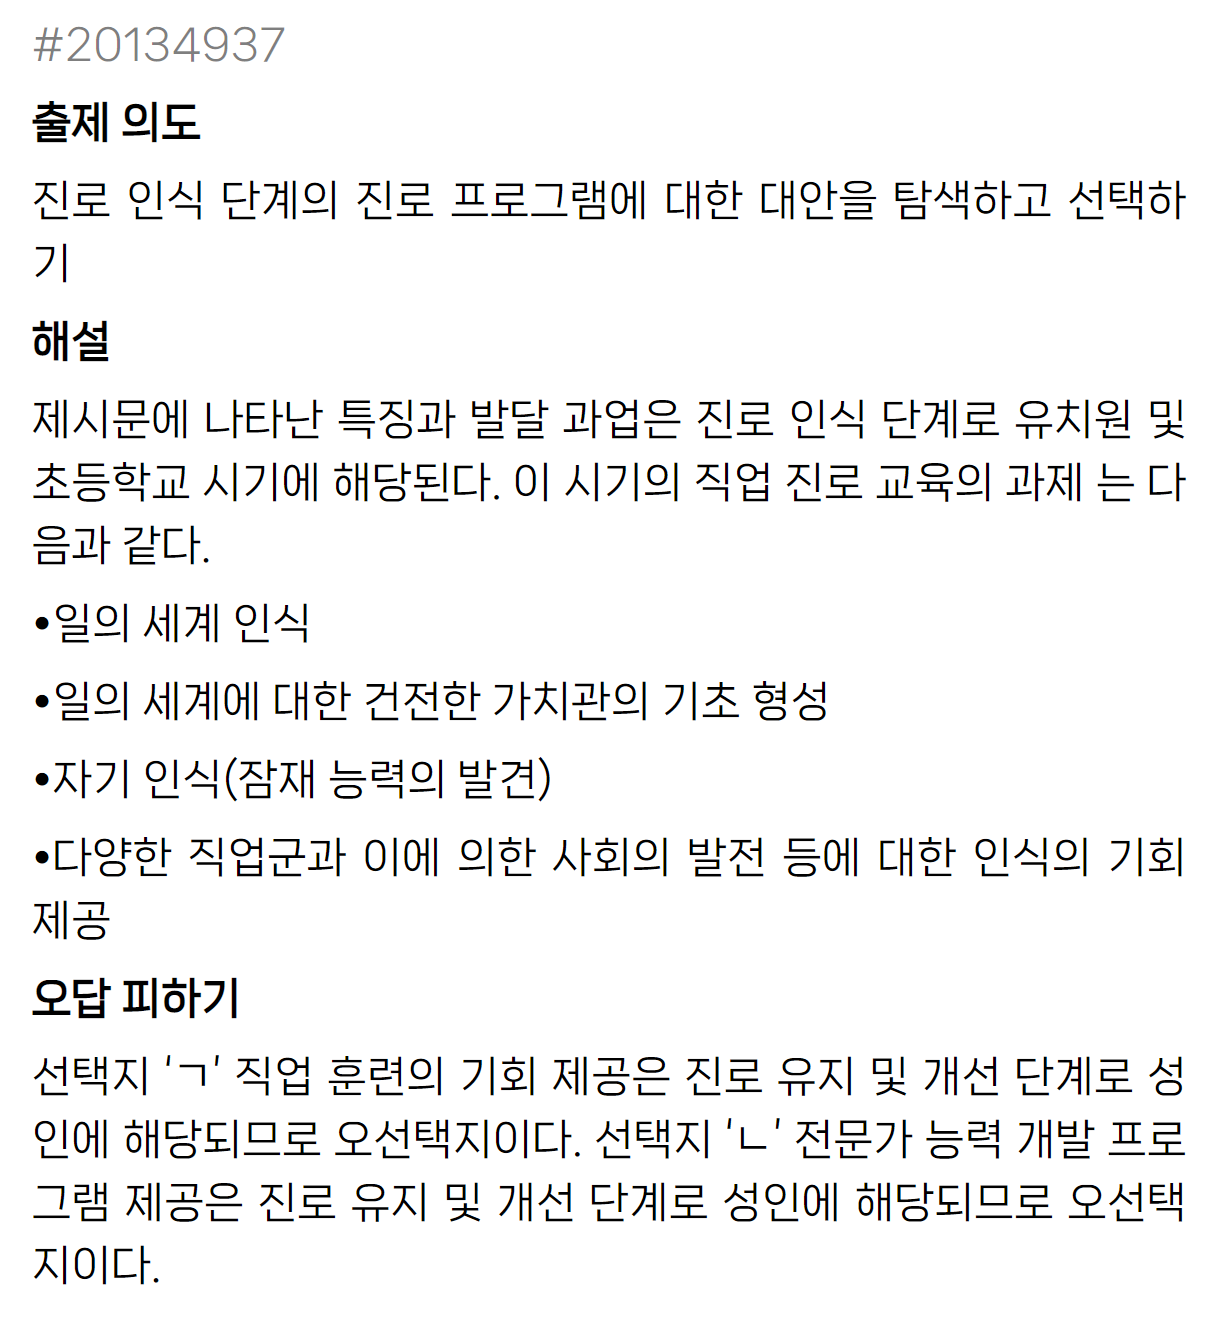 #20134937
출제 의도
진로 인식 단계의 진로 프로그램에 대한 대안을 탐색하고 선택하
기
해설
제시문에 나타난 특징과 발달 과업은 진로 인식 단계로 유치원 및
초등학교 시기에 해당된다. 이 시기의 직업 진로 교육의 과제 는 다
음과 같다.
•일의 세계 인식
•일의 세계에 대한 건전한 가치관의 기초 형성
•자기 인식(잠재 능력의 발견)
•다양한 직업군과 이에 의한 사회의 발전 등에 대한 인식의 기회
제공
오답 피하기
선택지 ‘ㄱ’ 직업 훈련의 기회 제공은 진로 유지 및 개선 단계로 성
인에 해당되므로 오선택지이다. 선택지 ‘ㄴ’ 전문가 능력 개발 프로
그램 제공은 진로 유지 및 개선 단계로 성인에 해당되므로 오선택
지이다.